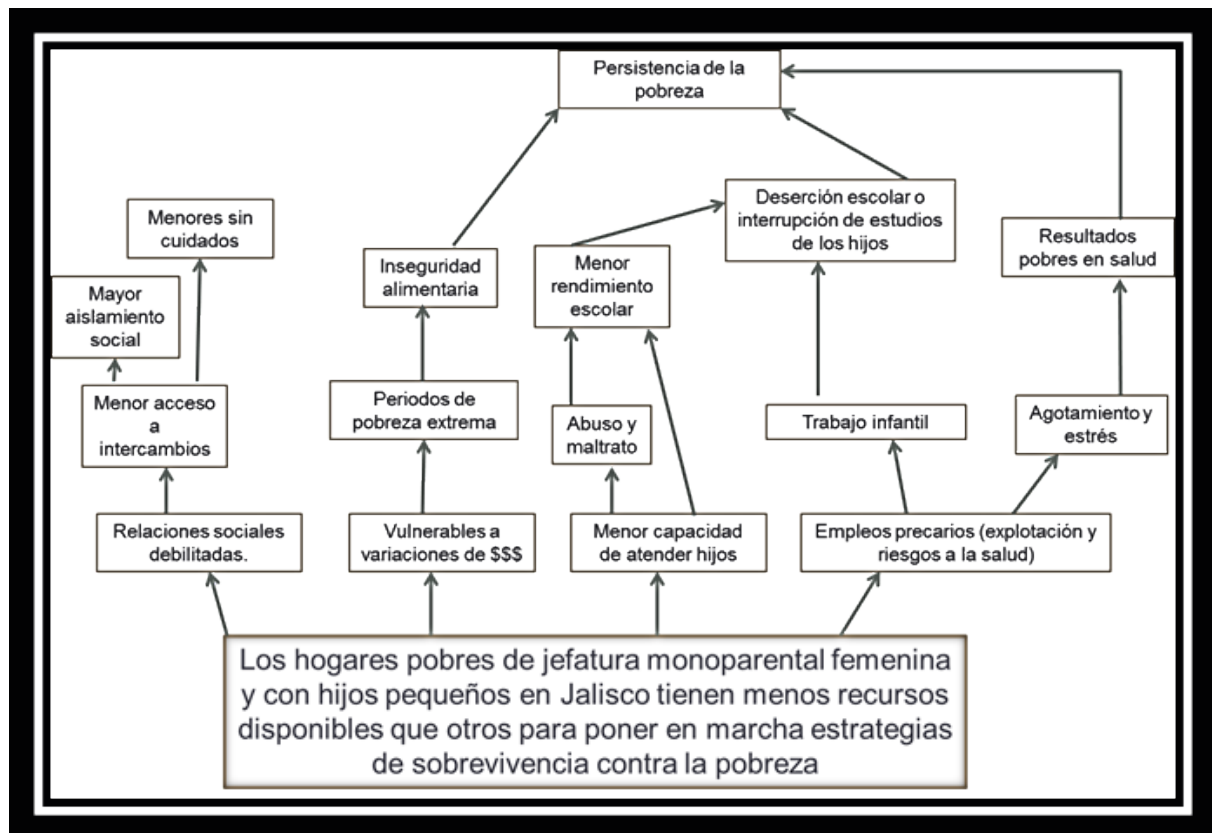 Persistencia de la
pobreza
Menores sin
cuidados
Deserción escolar o
interrupción de estudios
de los hijos
Resultados
pobres en salud
Inseguridad
alimentaria
Menor
rendimiento
escolar
Mayor
aislamiento
social
Menor acceso
a
intercambios
Periodos de
pobreza extrema
Abuso y
maltrato
Trabajo infantil
Agotamiento y
estrés
Relaciones sociales
debilitadas.
Vulnerables a
variaciones de $$$
Menor capacidad
de atender hijos
Empleos precarios (explotación y
riesgos a la salud)
Los hogares pobres de jefatura monoparental femenina
y con hijos pequeños en Jalisco tienen menos recursos
disponibles que otros para poner en marcha estrategias
de sobrevivencia contra la pobreza